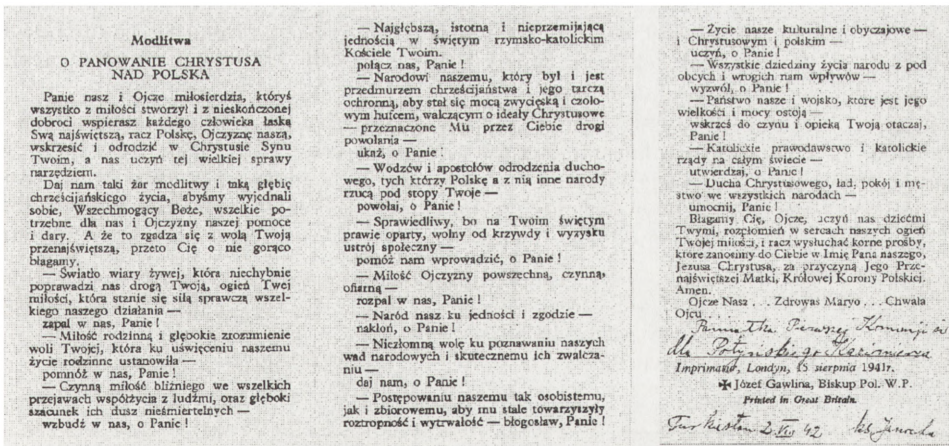 Modlitwa
O PANOWANIE CHRYSTUSA
NAD POLSKA
Panie nasz i Ojcze miłosierdzia, któryś
wszystko z miłości stworzył i z nieskończonej
dobroci wspierasz każdego człowieka łaską
Swą najświętszą, racz Polskę, Ojczyznę naszą,
wskrzesić i odrodzić w Chrystusie Synu
Twoim, a nas uczyń tej wielkiej sprawy
narzędziem.
Daj nam taki żar modlitwy i taką głębię
chrześcijańskiego życia, abyśmy wyjednali
sobie, Wszechmogący Boże, wszelkie po-
trzebne dla nas i Ojczyzny naszej pomoce
i dary. A że to zgadza się z wolą Twoją
przenajświętszą, przeto Cię o nie gorąco
błagamy.
— Światło wiary żywej, która niechybnie
poprowadzi nas drogą Twoją, ogień Twej
miłości, która stanie się siłą sprawczą wszel-
kiego naszego działania —
zapal w nas, Panie !
— Miłość rodzinną i głębokie zrozumienie
woli Twojej, która ku uświęceniu naszemu
życie rodzinne ustanowiła —
pomnóż w nas, Panie !
— Czynną miłość bliźniego we wszelkich
przejawach współżycia z ludźmi, oraz głęboki
szacunek ich dusz nieśmiertelnych —
wzbudź w nas, o Panie !
— Najgłębszą, istotną i nieprzemijającą
jednością w świętym rzymsko-katolickim
Kościele Twoim.
połącz nas, Panie !
— Narodowi naszemu, który był i jest
przedmurzem chrześcijaństwa i jego tarczą
ochronną, aby stał się mocą zwycięską i czoło-
wym hufcem, walczącym o ideały Chrystusowe
— przeznaczone Mu przez Ciebie drogi
powołania —
ukaż, o Panie !
— Wodzów i apostołów odrodzenia ducho-
wego, tych którzy Polskę a z nią inne narody
rzucą pod stopy Twoje —
powołaj, o Panie !
— Sprawiedliwy, bo na Twoim świętym
prawie oparty, wolny od krzywdy i wyzysku
ustrój społeczny —
pomóż nam wprowadzić, o Panie !
— Miłość Ojczyzny powszechną, czynną,
ofiarną —
rozpal w nas, Panie !
— Naród nasz ku jedności i zgodzie —
nakłoń, o Panie !
— Niezłomną wolę ku poznawaniu naszych
wad narodowych i skutecznemu ich zwalcza-
niu —
daj nam, o Panie !
— Postępowaniu naszemu tak osobistemu,
jak i zbiorowemu, aby mu stale towarzyszyły
roztropność i wytrwałość — błogosław, Panie !
— Życie nasze kulturalne i obyczajowe —
i Chrystusowym i polskim —
uczyń, o Panie !
— Wszystkie dziedziny życia narodu z pod
obcych i wrogich nam wpływów —
wyzwól, o Panie !
— Państwo nasze i wojsko, które jest jego
wielkości i mocy ostoją —
wskrześ do czynu i opieką Twoją otaczaj,
Panie !
— Katolickie prawodawstwo i katolickie
rządy na całym świecie —
utwierdzaj, o Panie !
— Ducha Chrystusowego, ład, pokój i mę-
stwo we wszystkich narodach —
umocnij, Panie !
Błagamy Cię, Ojcze, uczyń nas dziećmi
Twymi, rozpłomień w sercach naszych ogień
Twojej miłości, i racz wysłuchać korne prośby,
które zanosimy do Ciebie w Imię Pana naszego,
Jezusa Chrystusa, za przyczyną Jego Prze-
najświętszej Matki, Królowej Korony Polskiej.
Amen.
Ojcze Nasz . . . Zdrowaś Maryo . . . Chwała
Ojcu . . .
Pamiątka Pierwszej Komunji
dla Potyńskiego Kazimierza
Imprimatur, Londyn, 15 sierpnia 1941r.
✠ Józef Gawlina, Biskup Pol. W.P.
Printed in Great Britain.
Turkistan 2.VIII 42. ks.